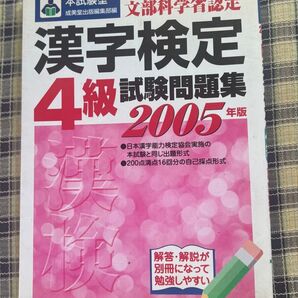 本試験型
成美堂出版編集部編
文部科学省認定
漢字検定
4級試験問題集
2005年版
●日本漢字能力検定協会実施の
本試験と同じ出題形式
●200点満点16回分の自己採点形式
漢検
解答・解説が
別冊になって
勉強しやすい